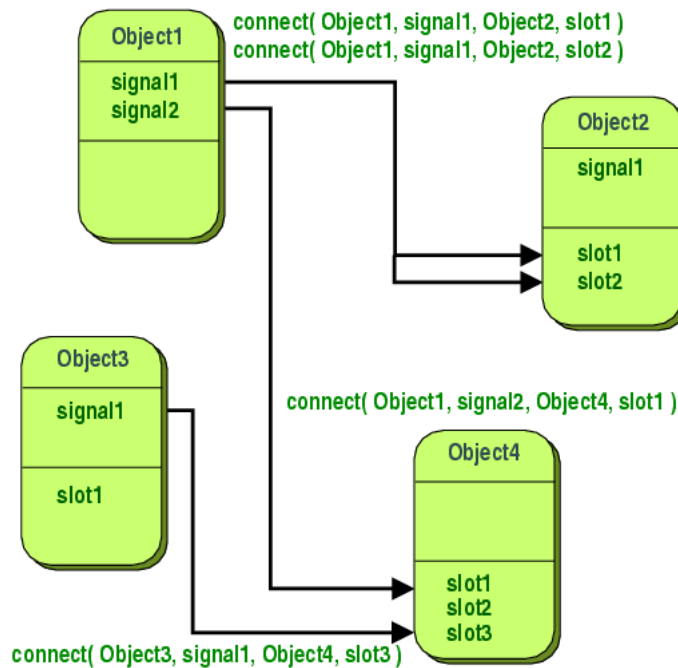 Object1
connect( Object1, signal1, Object2, slot1 )
connect( Object1, signal1, Object2, slot2 )
signal1
signal2
Object2
signal1
slot1
slot2
Object3
signal1
slot1
connect( Object1, signal2, Object4, slot1 )
Object4
slot1
slot2
slot3
connect( Object3, signal1, Object4, slot3 )